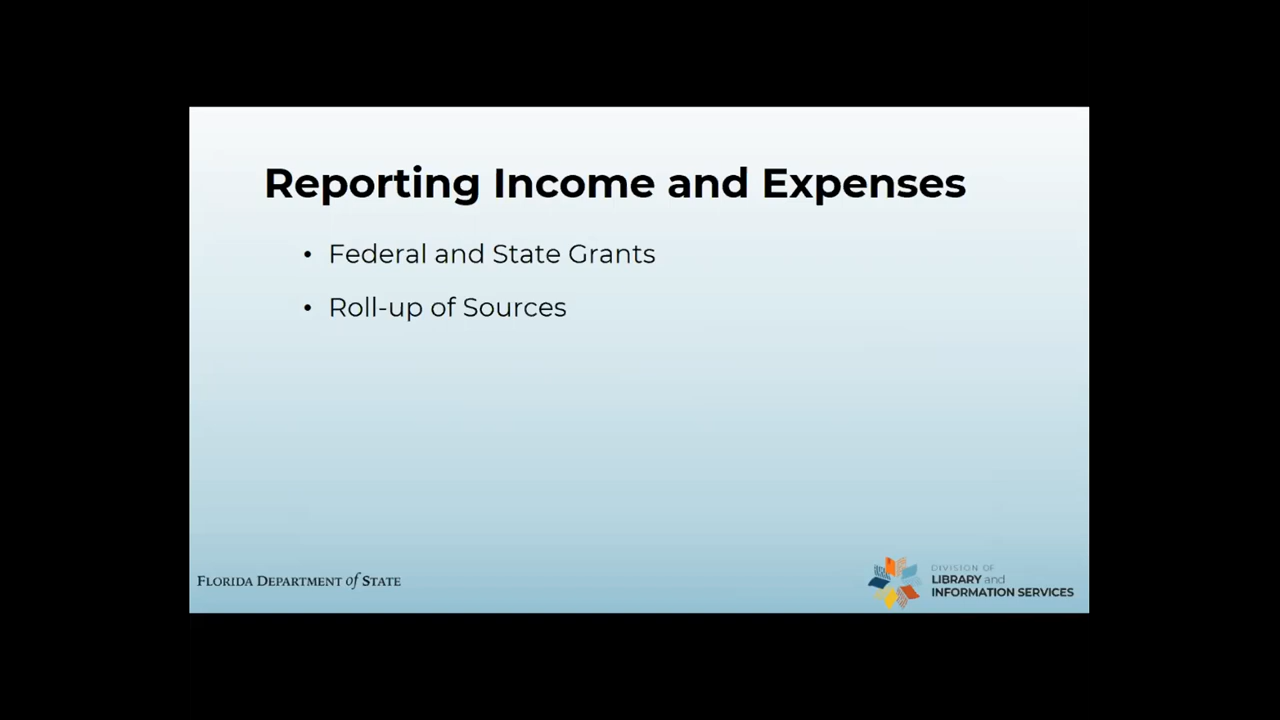 Reporting Income and Expenses
• Federal and State Grants
• Roll-up of Sources
FLORIDA DEPARTMENT of STATE
DIVISION OF
LIBRARY and
INFORMATION SERVICES